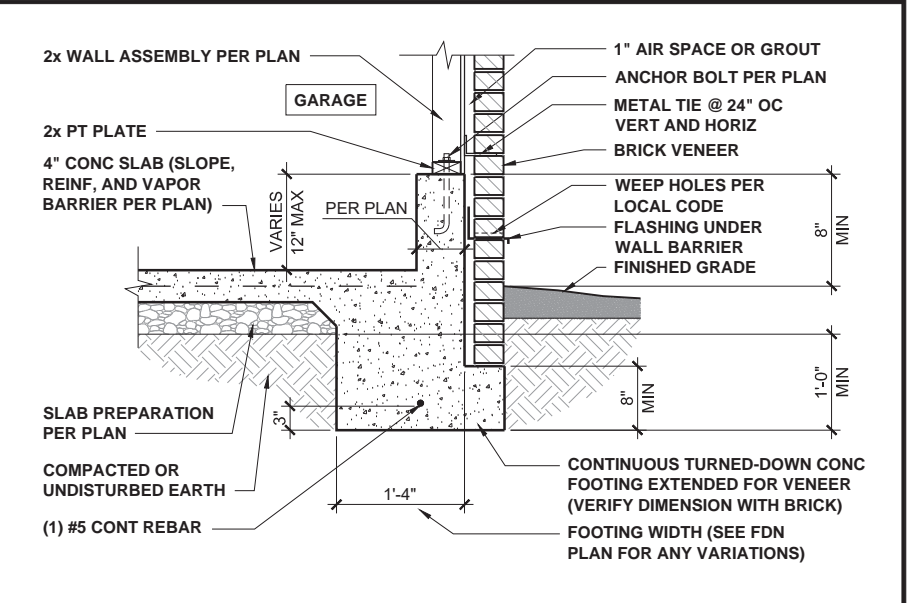 2x WALL ASSEMBLY PER PLAN
GARAGE
2x PT PLATE
4" CONC SLAB (SLOPE,
REINF, AND VAPOR
BARRIER PER PLAN)
VARIES
12" MAX
PER PLAN
1" AIR SPACE OR GROUT
ANCHOR BOLT PER PLAN
METAL TIE @ 24" OC
VERT AND HORIZ
BRICK VENEER
WEEP HOLES PER
LOCAL CODE
FLASHING UNDER
WALL BARRIER
FINISHED GRADE
8"
MIN
1'-0"
MIN
8"
MIN
3"
SLAB PREPARATION
PER PLAN
COMPACTED OR
UNDISTURBED EARTH
(1) #5 CONT REBAR
1'-4"
CONTINUOUS TURNED-DOWN CONC
FOOTING EXTENDED FOR VENEER
(VERIFY DIMENSION WITH BRICK)
FOOTING WIDTH (SEE FDN
PLAN FOR ANY VARIATIONS)